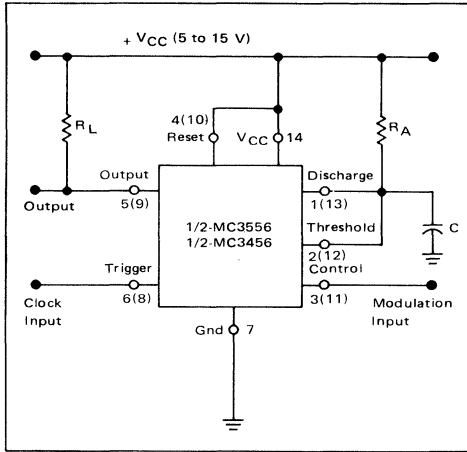 + VCC (5 to 15 V)
RL
4(10)
Reset
VCC
14
RA
Output
5(9)
Output
Discharge
1(13)
1/2-MC3556
1/2-MC3456
Threshold
2(12)
C
Trigger
6(8)
Clock
Input
Control
3(11)
Modulation
Input
Gnd
7